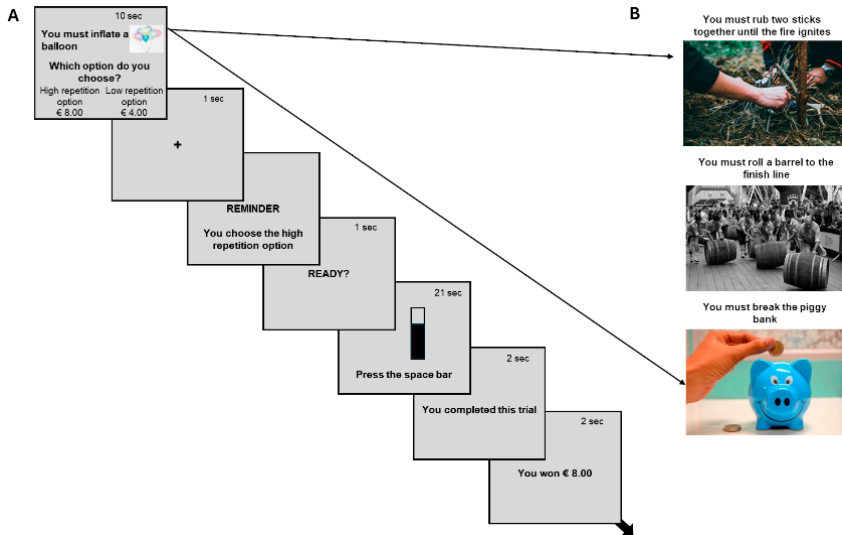 A
10 sec
You must inflate a
balloon
Which option do you
choose?
High repetition Low repetition
option option
€ 8.00 € 4.00
1 sec
+
REMINDER
You choose the high
repetition option
1 sec
READY?
21 sec
Press the space bar
2 sec
You completed this trial
2 sec
You won € 8.00
B
You must rub two sticks
together until the fire ignites
You must roll a barrel to the
finish line
You must break the piggy
bank